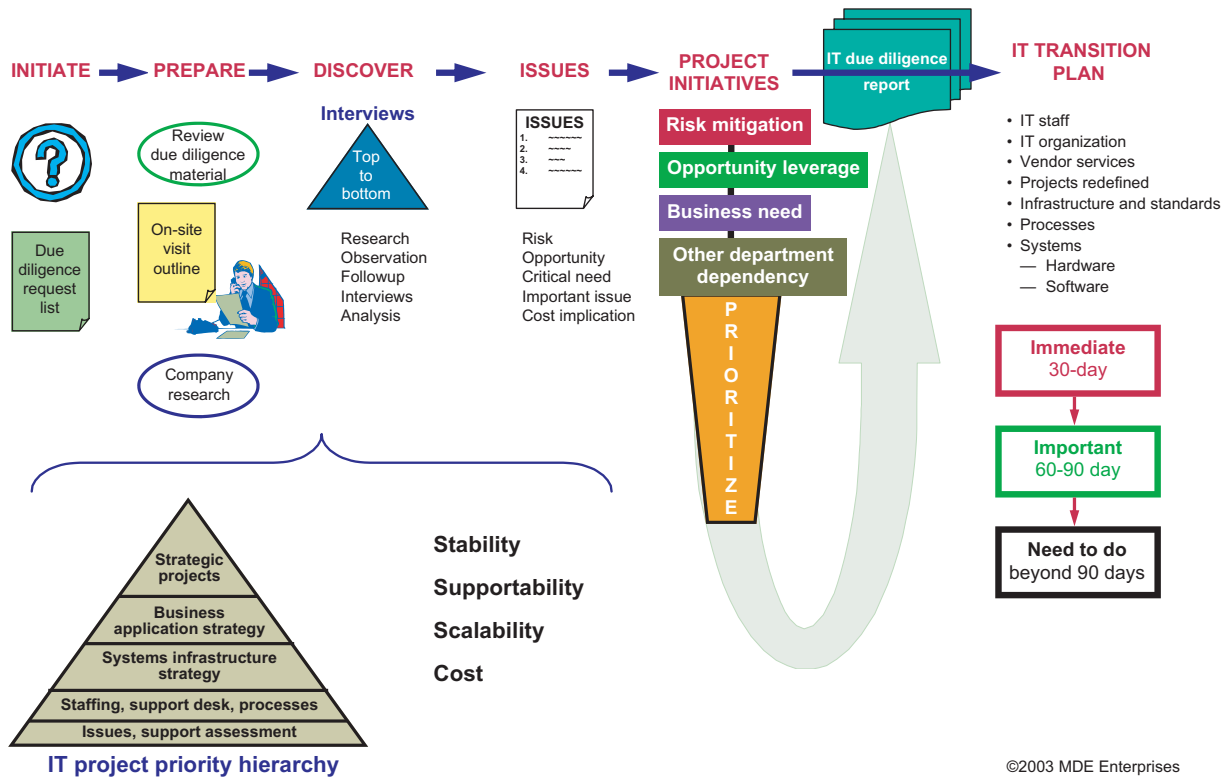 INITIATE
PREPARE
DISCOVER
ISSUES
PROJECT
INITIATIVES
IT due diligence
report
IT TRANSITION
PLAN
?
Due
diligence
request
list
Review
due diligence
material
On-site
visit
outline
Company
research
Interviews
Top
to
bottom
Research
Observation
Followup
Interviews
Analysis
ISSUES
1. ~~~~~~
2. ~~~~
3. ~~~
4. ~~~~~~
Risk
Opportunity
Critical need
Important issue
Cost implication
Risk mitigation
Opportunity leverage
Business need
Other department
dependency
P
R
I
O
R
I
T
I
Z
E
• IT staff
• IT organization
• Vendor services
• Projects redefined
• Infrastructure and standards
• Processes
• Systems
— Hardware
— Software
Immediate
30-day
Important
60-90 day
Need to do
beyond 90 days
Strategic
projects
Business
application strategy
Systems infrastructure
strategy
Staffing, support desk, processes
Issues, support assessment
IT project priority hierarchy
Stability
Supportability
Scalability
Cost
©2003 MDE Enterprises